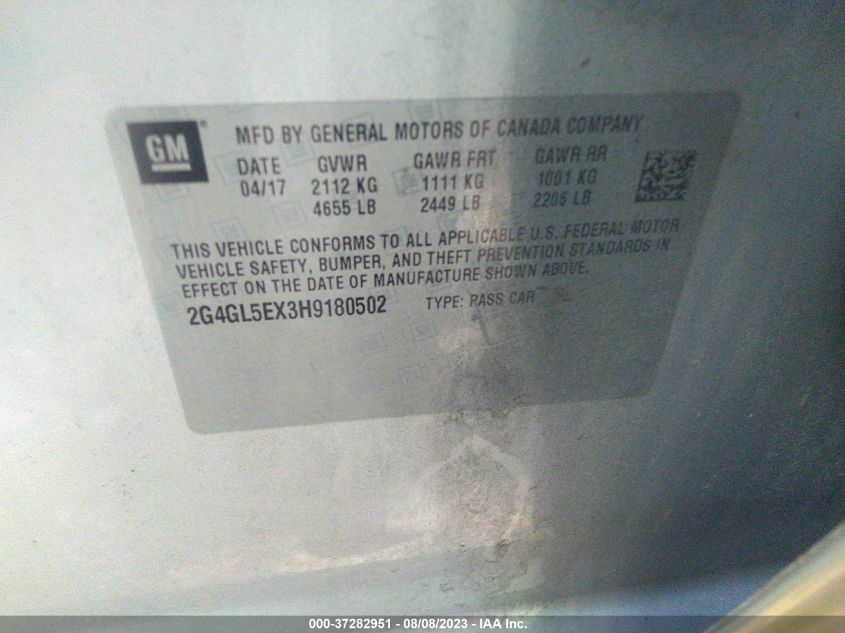 GM ® MFD BY GENERAL MOTORS OF CANADA COMPANY
DATE GVWR GAWR FRT GAWR RR
04/17 2112 KG 1111 KG 1001 KG
4655 LB 2449 LB 2206 LB
THIS VEHICLE CONFORMS TO ALL APPLICABLE U.S. FEDERAL MOTOR
VEHICLE SAFETY, BUMPER, AND THEFT PREVENTION STANDARDS IN
EFFECT ON THE DATE OF MANUFACTURE SHOWN ABOVE.
2G4GL5EX3H9180502 TYPE: PASS CAR
000-37282951 - 08/08/2023 - IAA Inc.